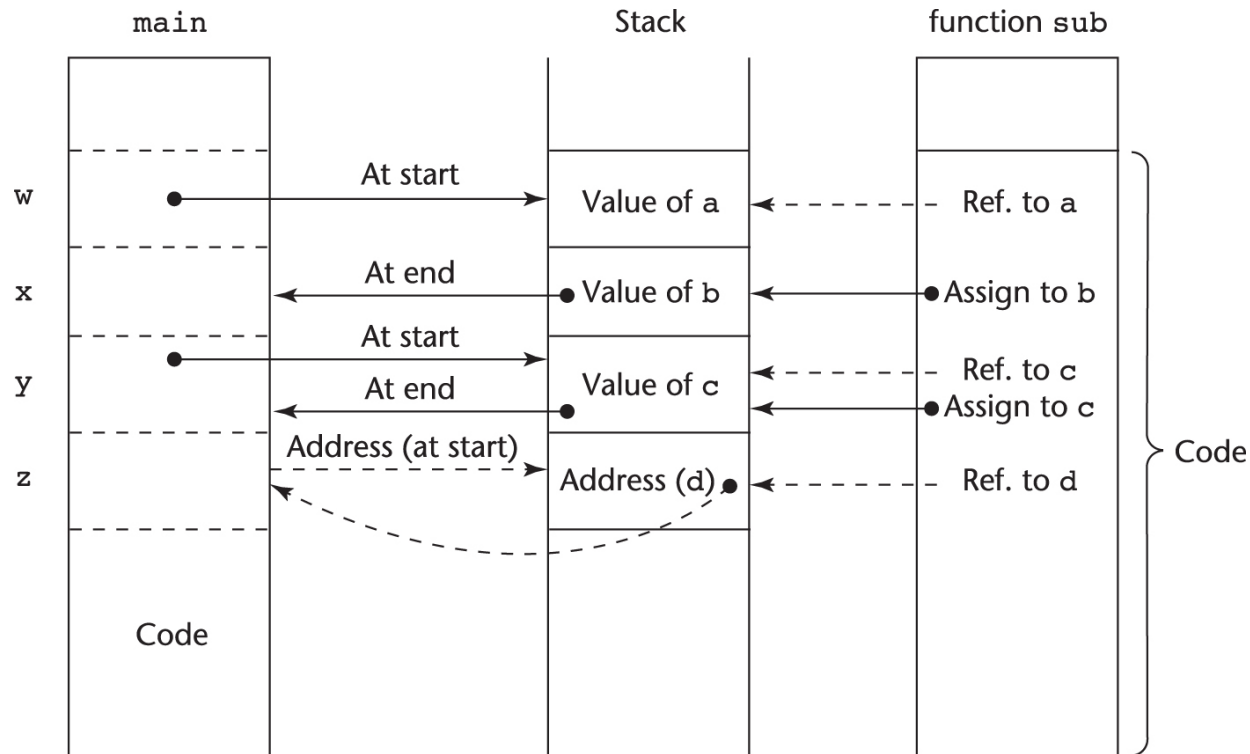 main
Stack
function sub
w
At start
Value of a
Ref. to a
x
At end
Value of b
Assign to b
y
At start
At end
Value of c
Ref. to c
Assign to c
Code
z
Address (at start)
Address (d)
Ref. to d
Code